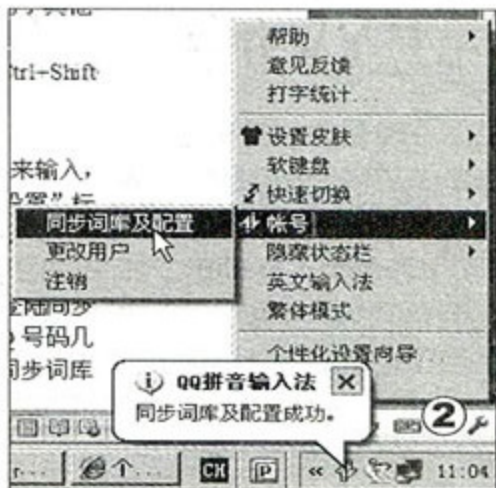 帮助
意见反馈
打字统计...
设置皮肤
软键盘
快速切换
帐号
隐藏状态栏
英文输入法
繁体模式
个性化设置向导
同步词库及配置
更改用户
注销
来输入，
号码几
同步词库
QQ拼音输入法
同步词库及配置成功。
②
个...
CH
P
«
11:04